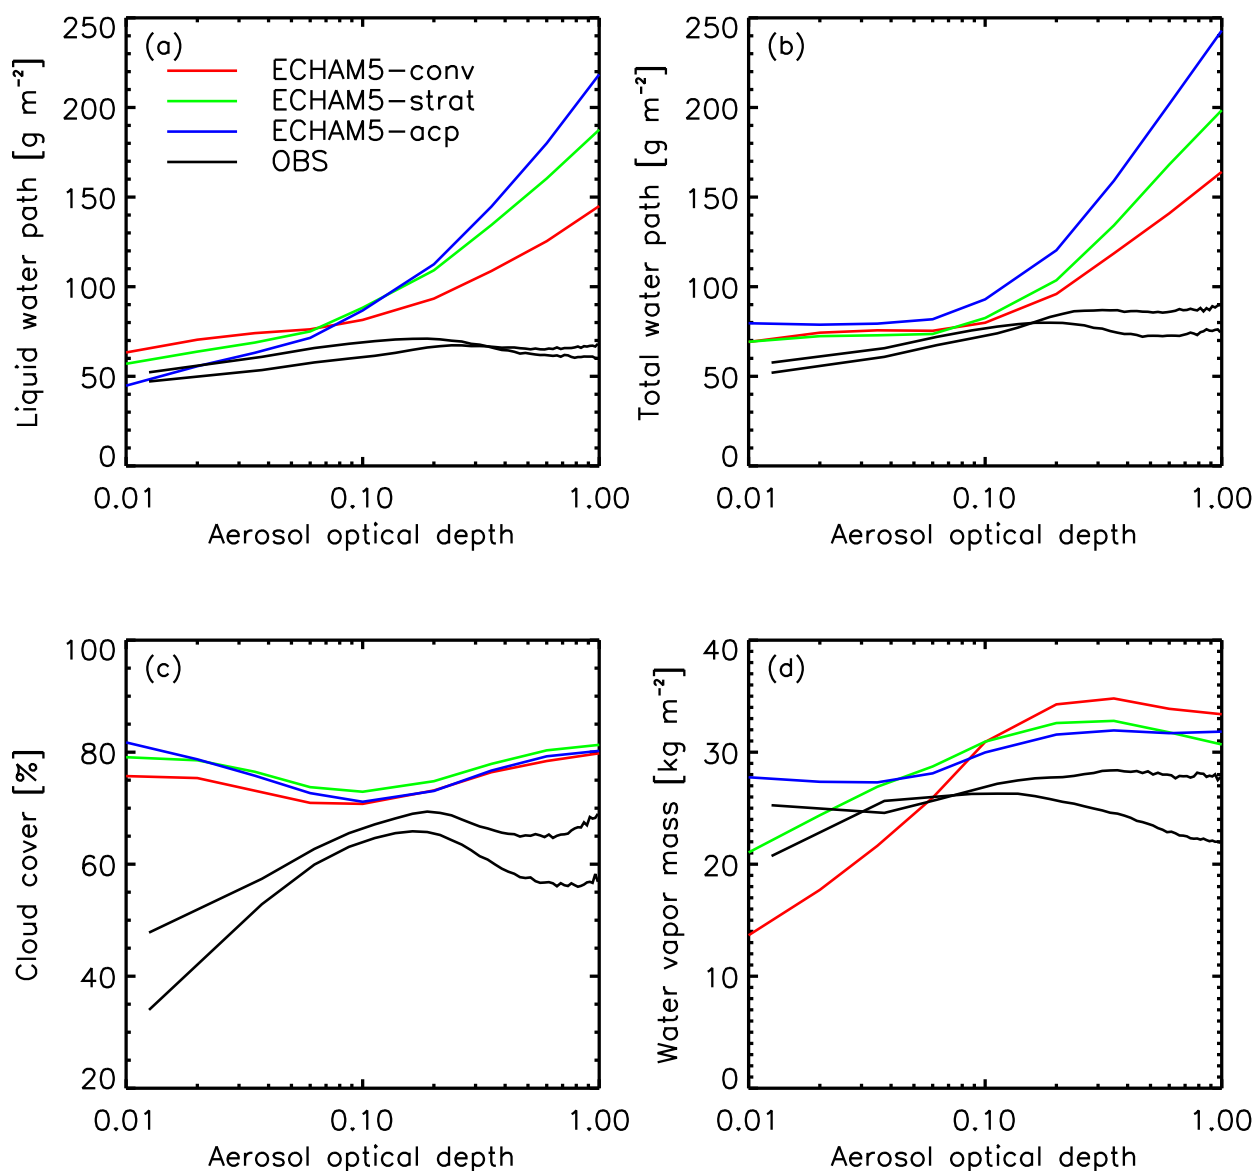 (a)
ECHAM5-conv
ECHAM5-strat
ECHAM5-acp
OBS
Liquid water path [g m⁻²]
250
200
150
100
50
0
0.01 0.10 1.00
Aerosol optical depth
(b)
Total water path [g m⁻²]
250
200
150
100
50
0
0.01 0.10 1.00
Aerosol optical depth
(c)
Cloud cover [%]
100
80
60
40
20
0.01 0.10 1.00
Aerosol optical depth
(d)
Water vapor mass [kg m⁻²]
40
30
20
10
0
0.01 0.10 1.00
Aerosol optical depth